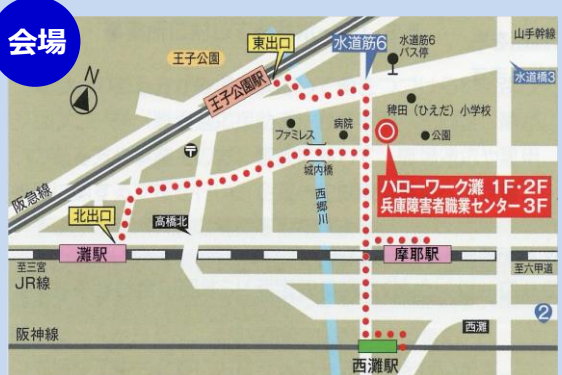 会場
N
王子公園
東出口
水道筋6
水道筋6
バス停
山手幹線
水道橋3
王子公園駅
稗田（ひえだ）小学校
ファミレス
病院
公園
〒
城内橋
西郷川
ハローワーク灘 1F・2F
兵庫障害者職業センター 3F
阪急線
北出口
高橋北
灘駅
摩耶駅
至三宮
JR線
至六甲道
2
阪神線
西灘
西灘駅